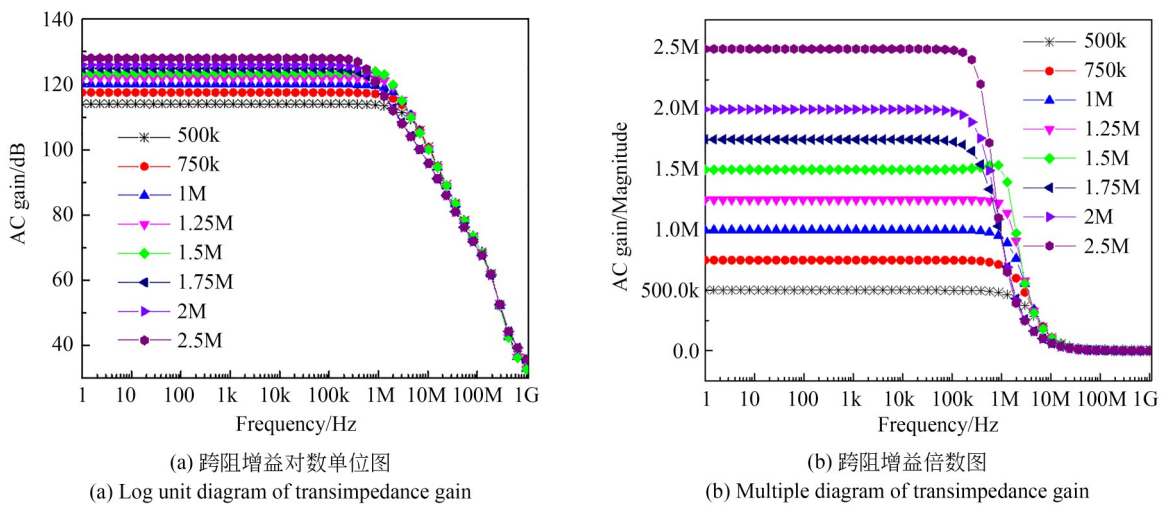 140
120
100
80
60
40
AC gain/dB
500k
750k
1M
1.25M
1.5M
1.75M
2M
2.5M
1 10 100 1k 10k 100k 1M 10M 100M 1G
Frequency/Hz
(a) 跨阻增益对数单位图
(a) Log unit diagram of transimpedance gain
2.5M
2.0M
1.5M
1.0M
500.0k
0.0
AC gain/Magnitude
500k
750k
1M
1.25M
1.5M
1.75M
2M
2.5M
1 10 100 1k 10k 100k 1M 10M 100M 1G
Frequency/Hz
(b) 跨阻增益倍数图
(b) Multiple diagram of transimpedance gain